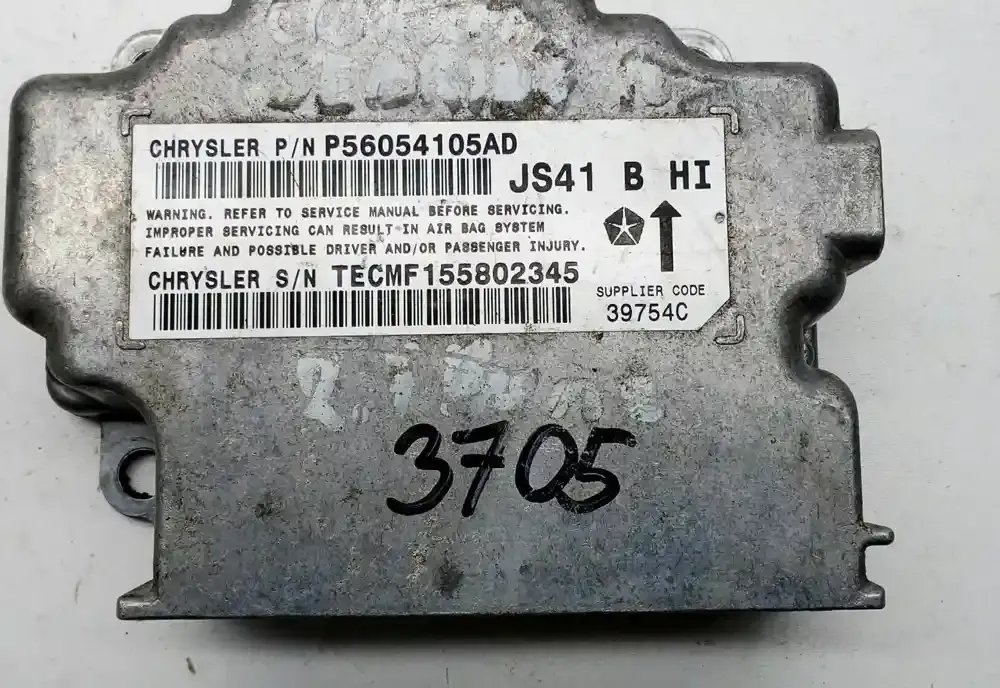 CHRYSLER P/N P56054105AD
JS41 B HI
WARNING. REFER TO SERVICE MANUAL BEFORE SERVICING.
IMPROPER SERVICING CAN RESULT IN AIR BAG SYSTEM
FAILURE AND POSSIBLE DRIVER AND/OR PASSENGER INJURY.
CHRYSLER S/N TECMF155802345
SUPPLIER CODE
39754C
3705